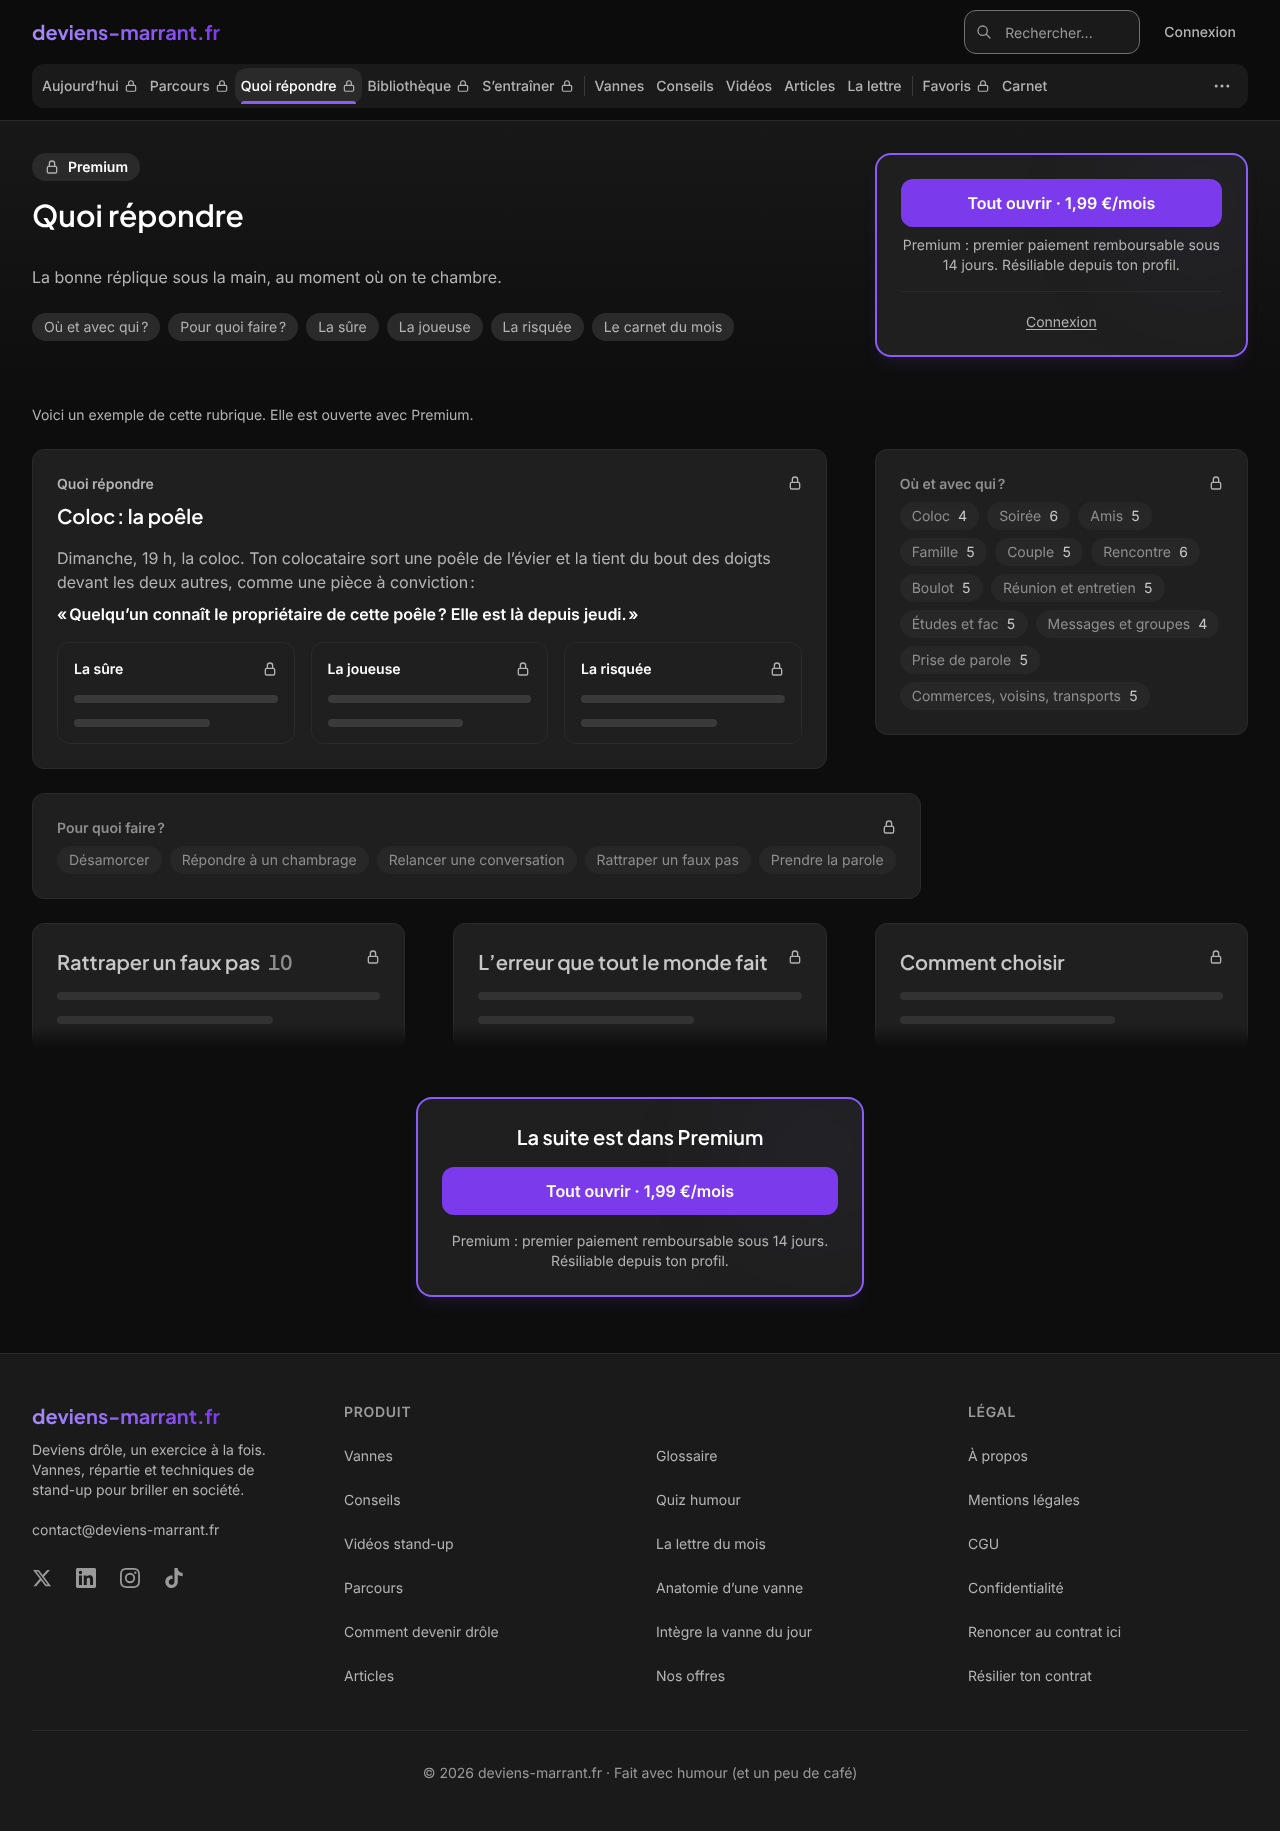 deviens-marrant.fr
Rechercher...
Connexion
Aujourd’hui
Parcours
Quoi répondre
Bibliothèque
S’entraîner
Vannes
Conseils
Vidéos
Articles
La lettre
Favoris
Carnet
Premium
Quoi répondre
La bonne réplique sous la main, au moment où on te chambre.
Où et avec qui ?
Pour quoi faire ?
La sûre
La joueuse
La risquée
Le carnet du mois
Tout ouvrir · 1,99 €/mois
Premium : premier paiement remboursable sous
14 jours. Résiliable depuis ton profil.
Connexion
Voici un exemple de cette rubrique. Elle est ouverte avec Premium.
Quoi répondre
Coloc : la poêle
Dimanche, 19 h, la coloc. Ton colocataire sort une poêle de l’évier et la tient du bout des doigts
devant les deux autres, comme une pièce à conviction :
« Quelqu’un connaît le propriétaire de cette poêle ? Elle est là depuis jeudi. »
La sûre
La joueuse
La risquée
Où et avec qui ?
Coloc 4
Soirée 6
Amis 5
Famille 5
Couple 5
Rencontre 6
Boulot 5
Réunion et entretien 5
Études et fac 5
Messages et groupes 4
Prise de parole 5
Commerces, voisins, transports 5
Pour quoi faire ?
Désamorcer
Répondre à un chambrage
Relancer une conversation
Rattraper un faux pas
Prendre la parole
Rattraper un faux pas 10
L’erreur que tout le monde fait
Comment choisir
La suite est dans Premium
Tout ouvrir · 1,99 €/mois
Premium : premier paiement remboursable sous 14 jours.
Résiliable depuis ton profil.
deviens-marrant.fr
Deviens drôle, un exercice à la fois.
Vannes, répartie et techniques de
stand-up pour briller en société.
contact@deviens-marrant.fr
PRODUIT
Vannes
Conseils
Vidéos stand-up
Parcours
Comment devenir drôle
Articles
Glossaire
Quiz humour
La lettre du mois
Anatomie d’une vanne
Intègre la vanne du jour
Nos offres
LÉGAL
À propos
Mentions légales
CGU
Confidentialité
Renoncer au contrat ici
Résilier ton contrat
© 2026 deviens-marrant.fr · Fait avec humour (et un peu de café)